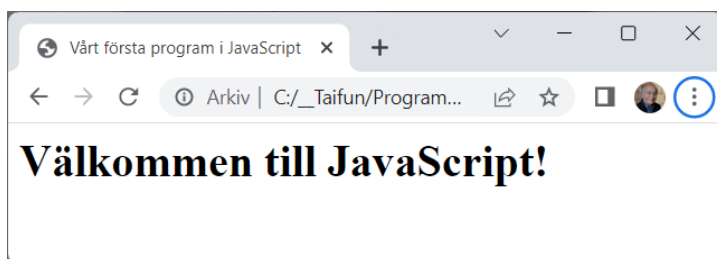 Vårt första program i JavaScript
Arkiv | C:/__Taifun/Program...
Välkommen till JavaScript!